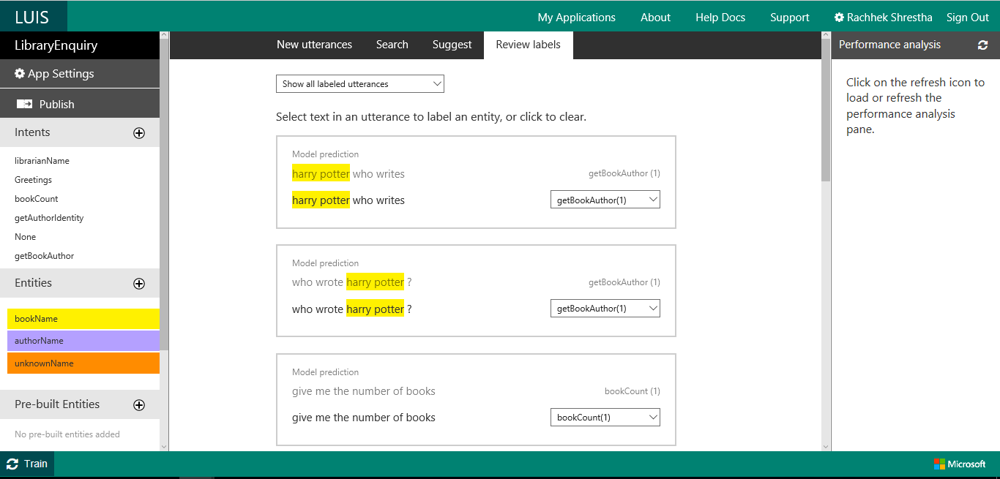 LUIS
My Applications About Help Docs Support Rachhek Shrestha Sign Out
LibraryEnquiry
App Settings
Publish
Intents
librarianName
Greetings
bookCount
getAuthorIdentity
None
getBookAuthor
Entities
bookName
authorName
unknownName
Pre-built Entities
No pre-built entities added
Train
New utterances Search Suggest Review labels
Show all labeled utterances
Select text in an utterance to label an entity, or click to clear.
Model prediction
harry potter who writes getBookAuthor (1)
harry potter who writes getBookAuthor(1)
Model prediction
who wrote harry potter ? getBookAuthor (1)
who wrote harry potter ? getBookAuthor(1)
Model prediction
give me the number of books bookCount (1)
give me the number of books bookCount(1)
Performance analysis
Click on the refresh icon to
load or refresh the
performance analysis
pane.
Microsoft